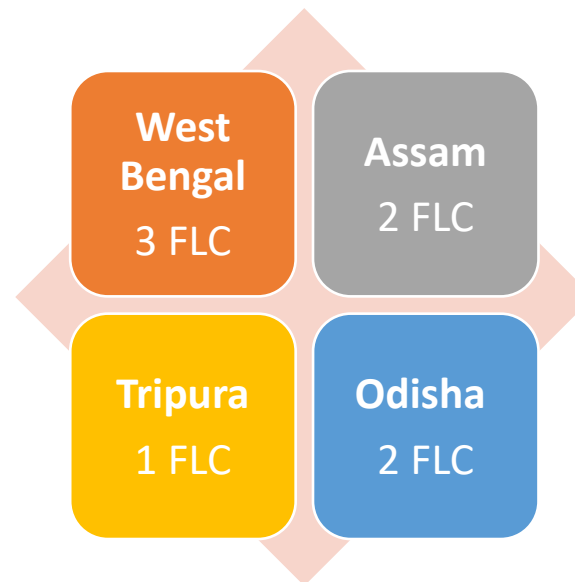 West
Bengal
3 FLC
Assam
2 FLC
Tripura
1 FLC
Odisha
2 FLC